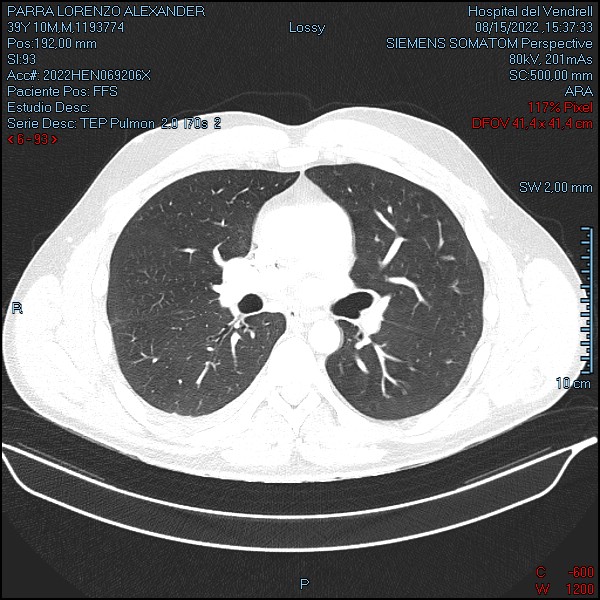 PARRA LORENZO ALEXANDER
39Y 10M,M,1193774
Pos:192,00 mm
SI:93
Acc#: 2022HEN069206X
Paciente Pos: FFS
Estudio Desc:
Serie Desc: TEP Pulmon 2.0 I70s 2
<6-93>
Lossy
Hospital del Vendrell
08/15/2022 ,15:37:33
SIEMENS SOMATOM Perspective
80kV, 201mAs
SC:500,00 mm
ARA
117% Pixel
DFOV 41,4 x 41,4 cm
SW 2,00 mm
R
10 cm
P
C -600
W 1200